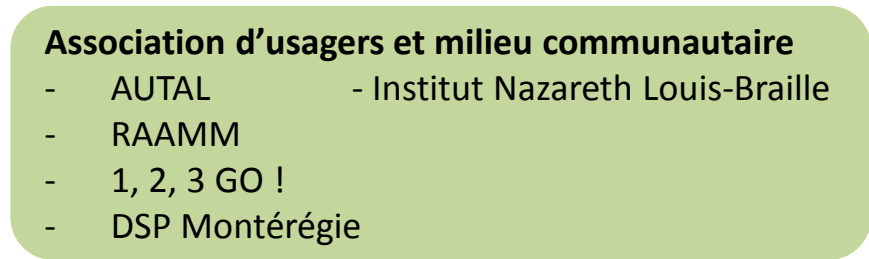 Association d'usagers et milieu communautaire
- AUTAL - Institut Nazareth Louis-Braille
- RAAMM
- 1, 2, 3 GO !
- DSP Montérégie